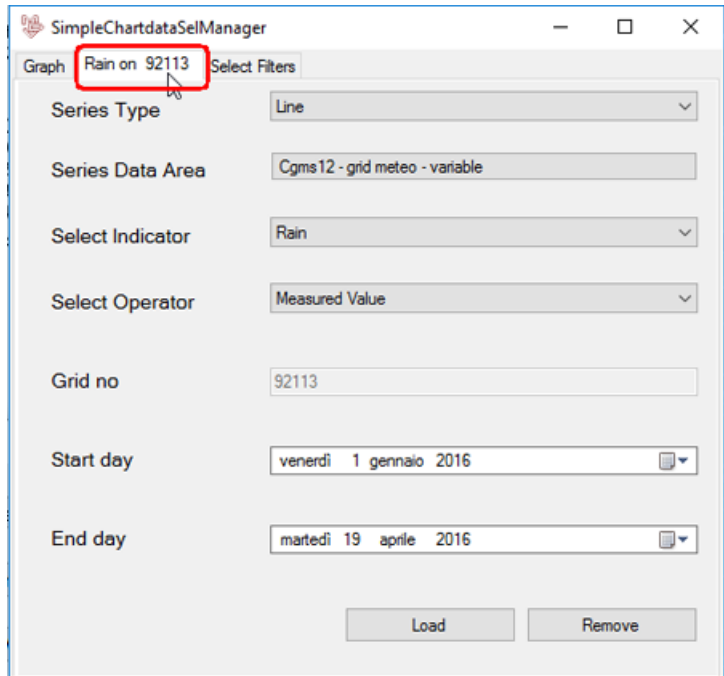 SimpleChartdataSelManager
Graph Rain on 92113 Select Filters
Series Type Line
Series Data Area Cgms12 - grid meteo - variable
Select Indicator Rain
Select Operator Measured Value
Grid no 92113
Start day venerdì 1 gennaio 2016
End day martedì 19 aprile 2016
Load Remove